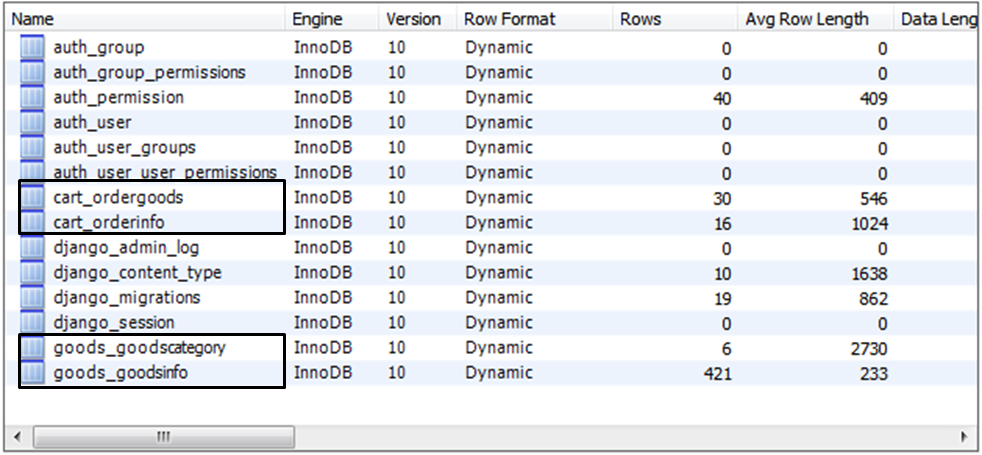 Name Engine Version Row Format Rows Avg Row Length Data Leng
auth_group InnoDB 10 Dynamic 0 0
auth_group_permissions InnoDB 10 Dynamic 0 0
auth_permission InnoDB 10 Dynamic 40 409
auth_user InnoDB 10 Dynamic 0 0
auth_user_groups InnoDB 10 Dynamic 0 0
auth_user_user_permissions InnoDB 10 Dynamic 0 0
cart_ordergoods InnoDB 10 Dynamic 30 546
cart_orderinfo InnoDB 10 Dynamic 16 1024
django_admin_log InnoDB 10 Dynamic 0 0
django_content_type InnoDB 10 Dynamic 10 1638
django_migrations InnoDB 10 Dynamic 19 862
django_session InnoDB 10 Dynamic 0 0
goods_goodscategory InnoDB 10 Dynamic 6 2730
goods_goodsinfo InnoDB 10 Dynamic 421 233